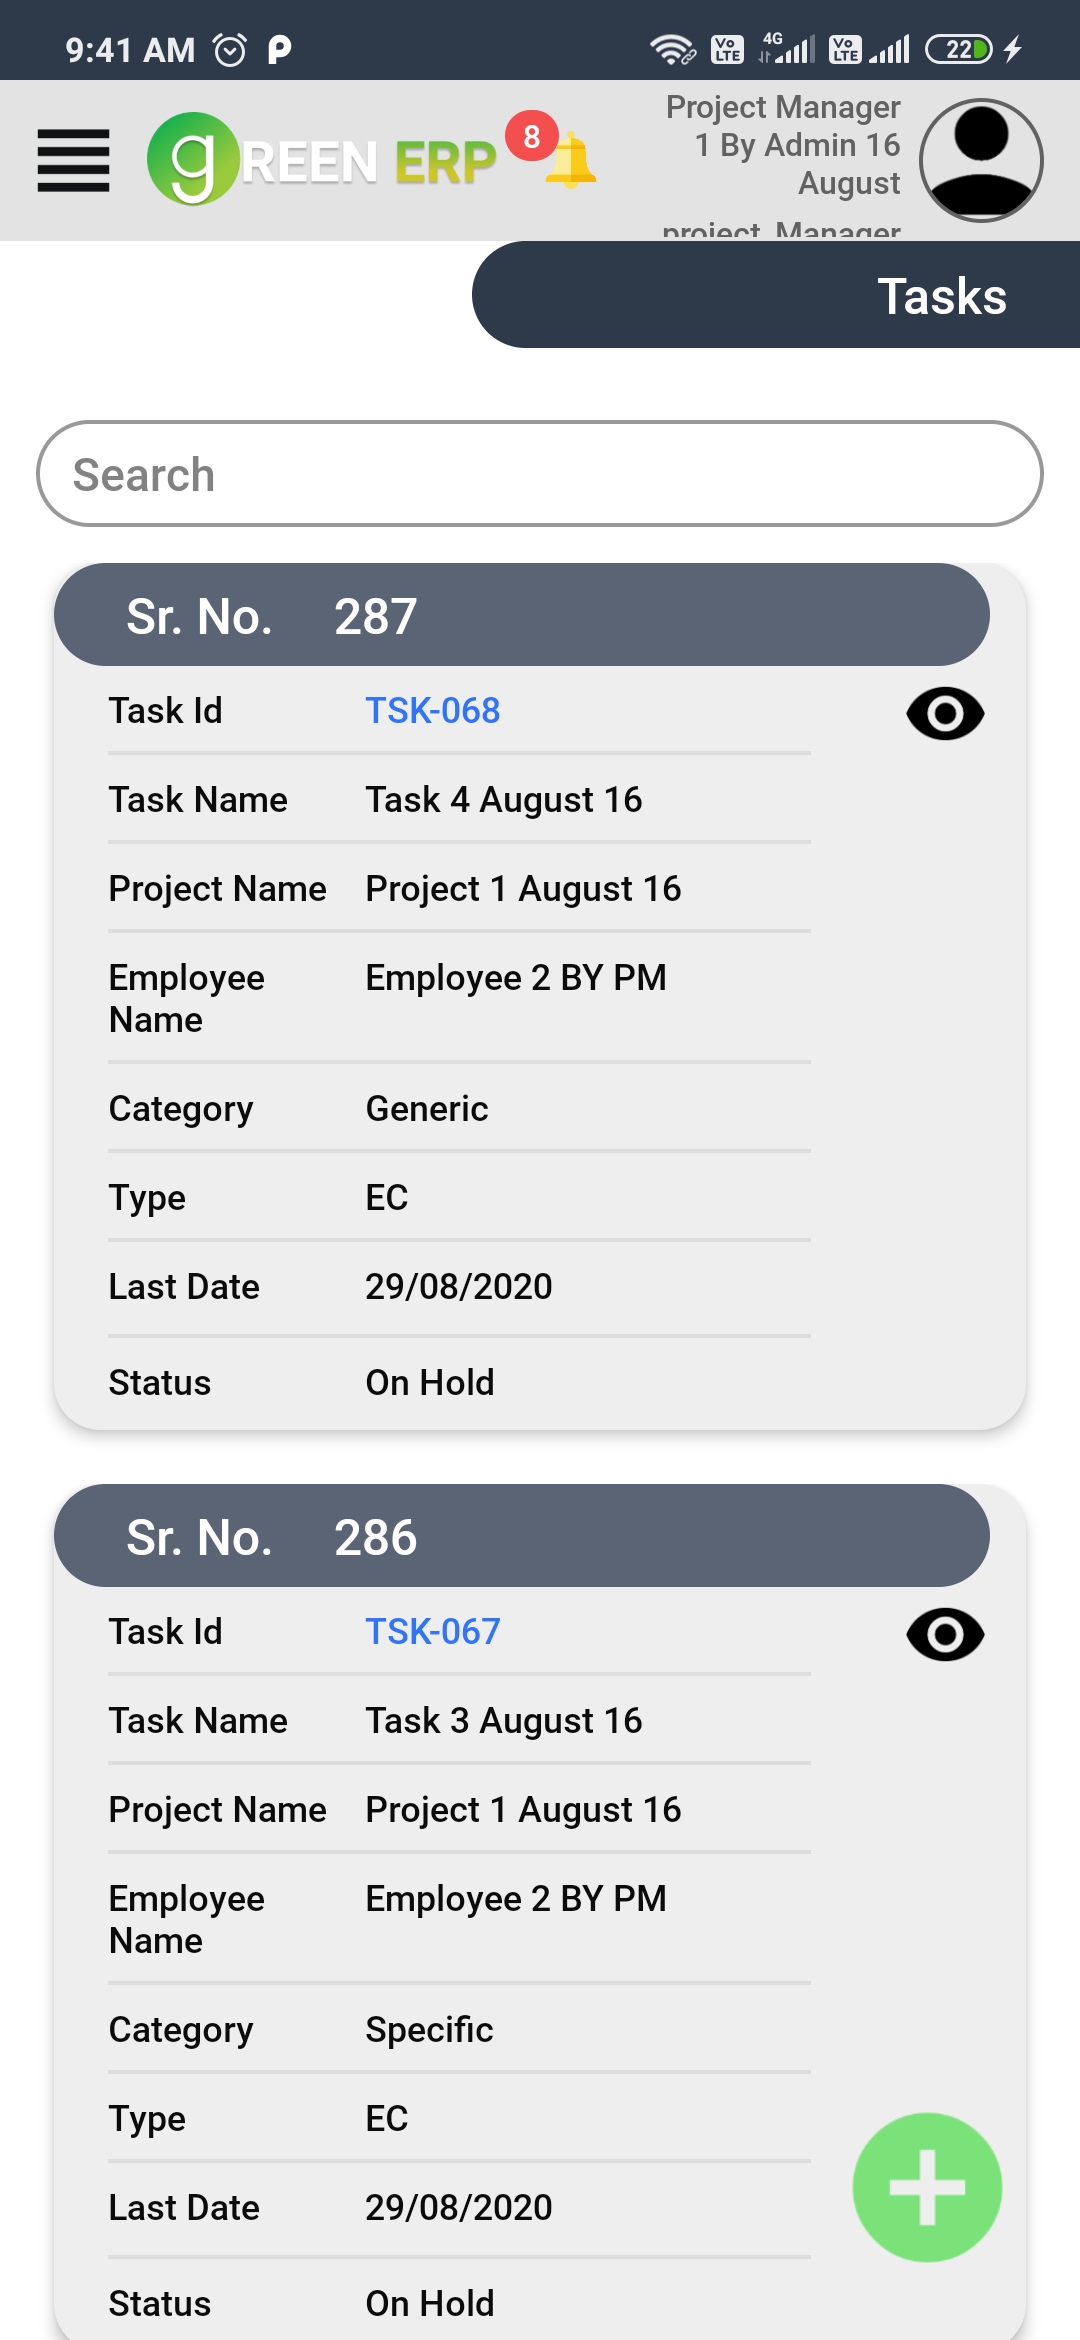 9:41 AM
4G
Vo
LTE
Vo
LTE
22
gREEN ERP
8
Project Manager
1 By Admin 16
August
project Manager
Tasks
Search
Sr. No. 287
Task Id TSK-068
Task Name Task 4 August 16
Project Name Project 1 August 16
Employee Name Employee 2 BY PM
Category Generic
Type EC
Last Date 29/08/2020
Status On Hold
Sr. No. 286
Task Id TSK-067
Task Name Task 3 August 16
Project Name Project 1 August 16
Employee Name Employee 2 BY PM
Category Specific
Type EC
Last Date 29/08/2020
Status On Hold